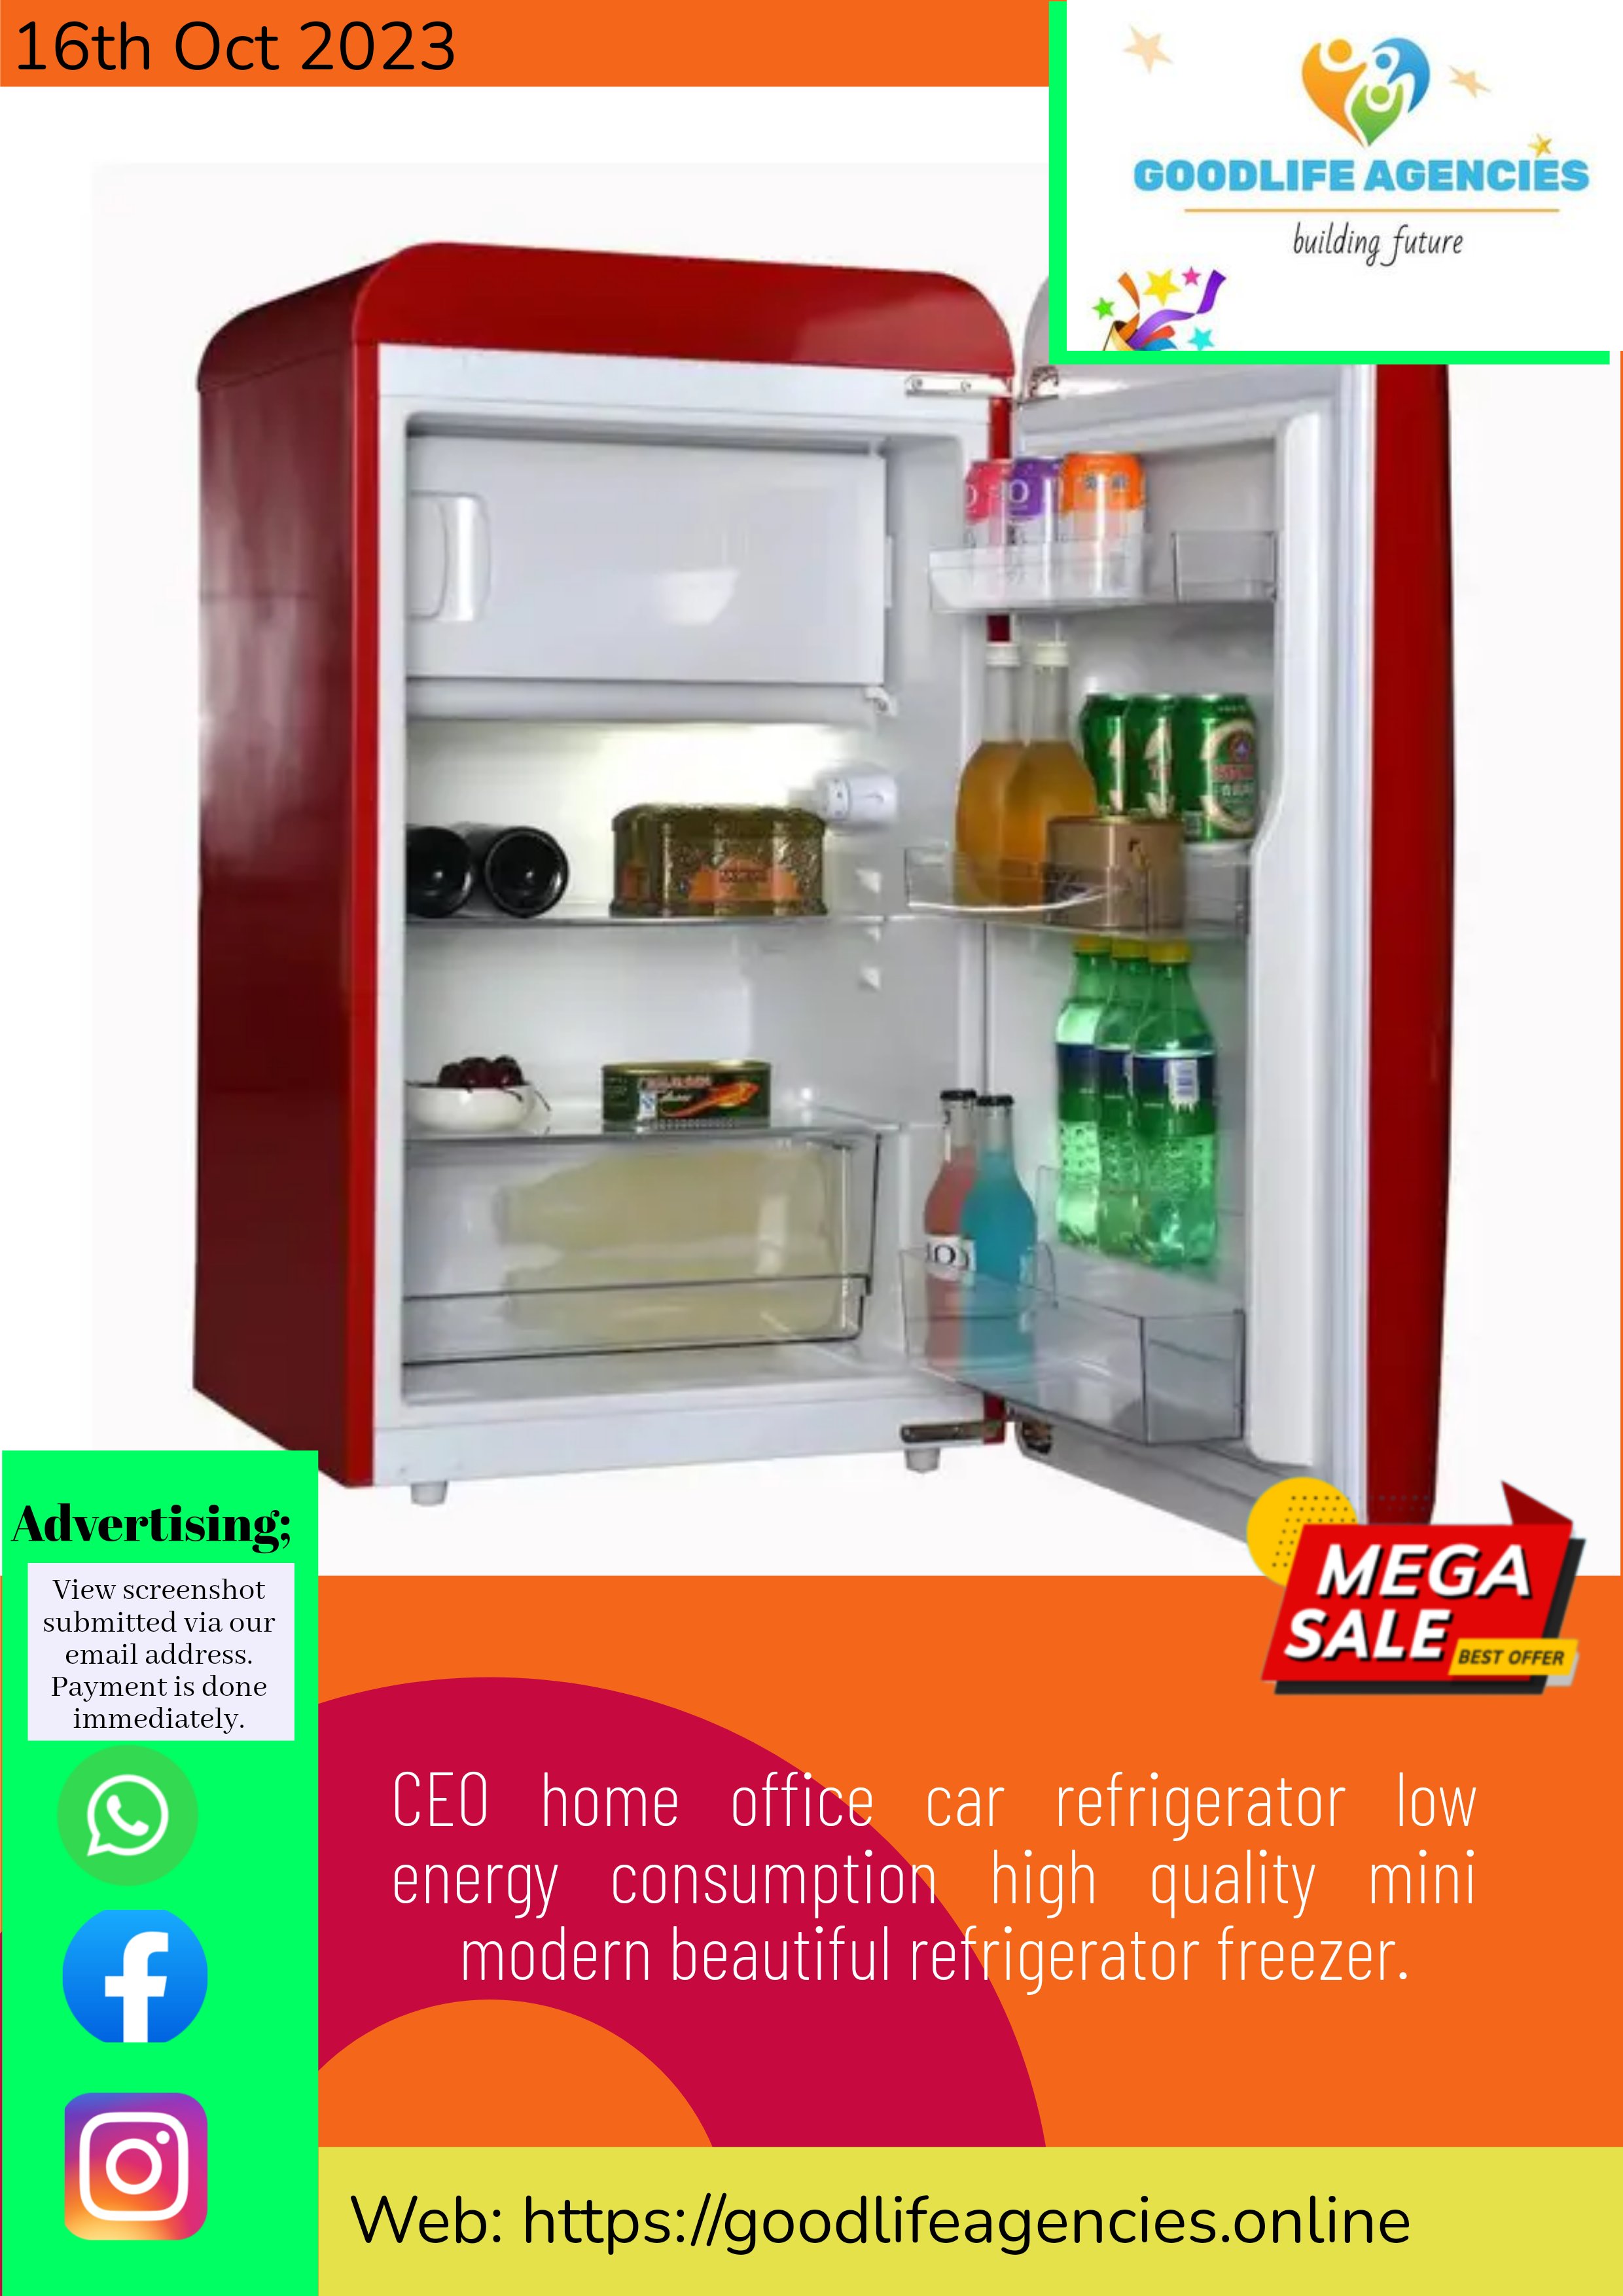 16th Oct 2023
GOODLIFE AGENCIES
building future
Advertising;
View screenshot
submitted via our
email address.
Payment is done
immediately.
MEGA
SALE
BEST OFFER
CEO home office car refrigerator low
energy consumption high quality mini
modern beautiful refrigerator freezer.
Web: https://goodlifeagencies.online